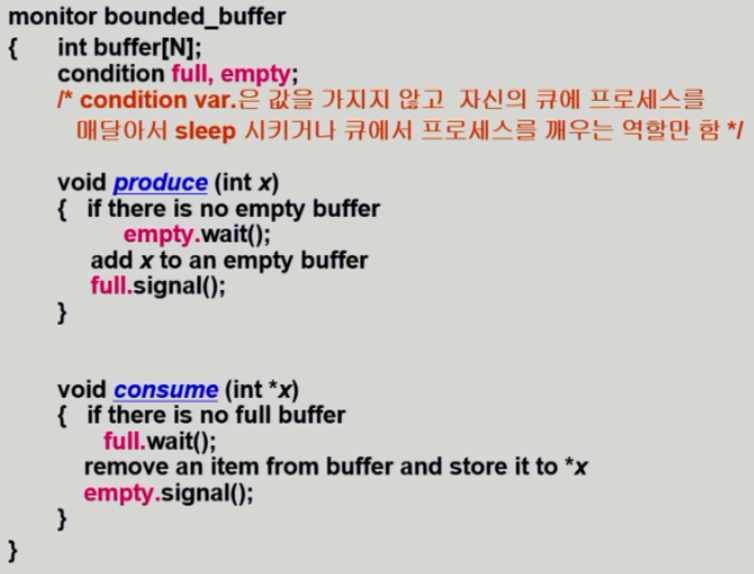 monitor bounded_buffer
{ int buffer[N];
condition full, empty;
/* condition var.은 값을 가지지 않고 자신의 큐에 프로세스를
매달아서 sleep 시키거나 큐에서 프로세스를 깨우는 역할만 함 */
void produce (int x)
{ if there is no empty buffer
empty.wait();
add x to an empty buffer
full.signal();
}
void consume (int *x)
{ if there is no full buffer
full.wait();
remove an item from buffer and store it to *x
empty.signal();
}
}